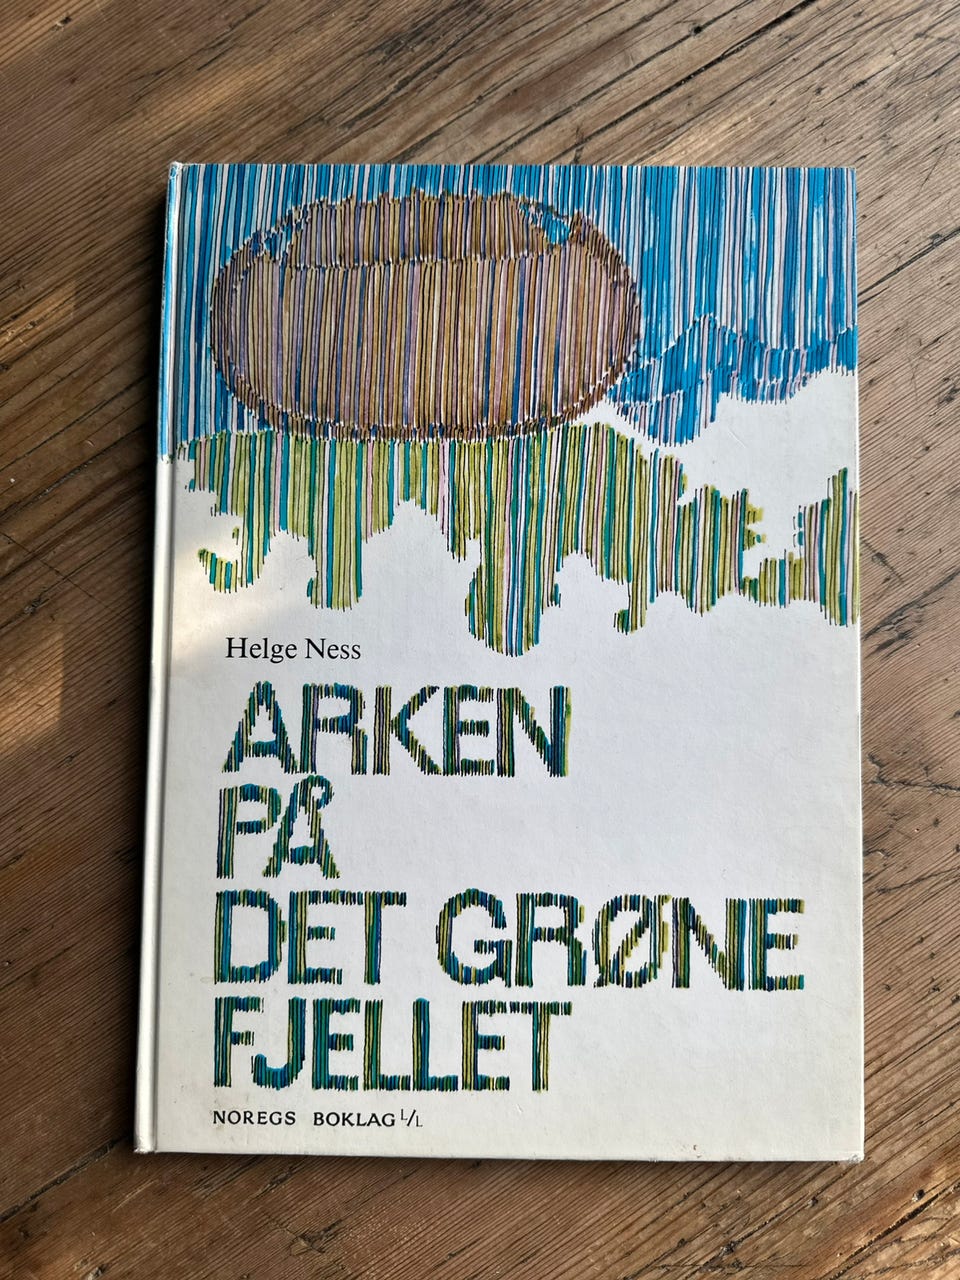 Helge Ness
ARKEN
PÅ
DET GRØNE
FJELLET
NOREGS BOKLAG L/L